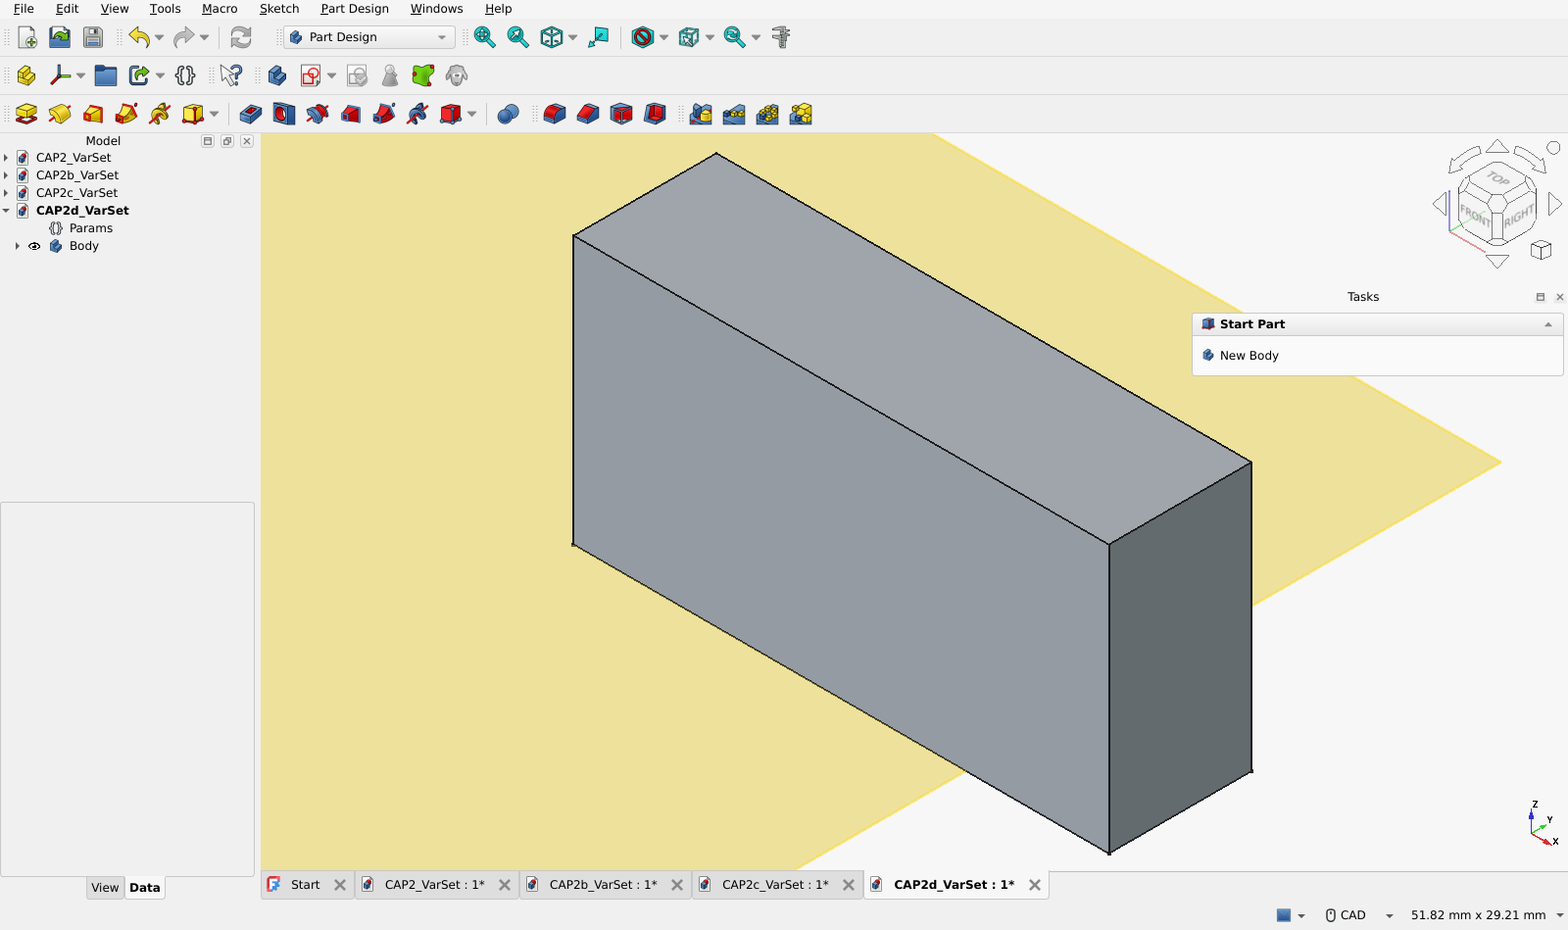 File Edit View Tools Macro Sketch Part Design Windows Help
Part Design
Model
CAP2_VarSet
CAP2b_VarSet
CAP2c_VarSet
CAP2d_VarSet
Params
Body
TOP
FRONT
RIGHT
Tasks
Start Part
New Body
Z
Y
X
View Data
Start CAP2_VarSet : 1* CAP2b_VarSet : 1* CAP2c_VarSet : 1* CAP2d_VarSet : 1*
CAD 51.82 mm x 29.21 mm